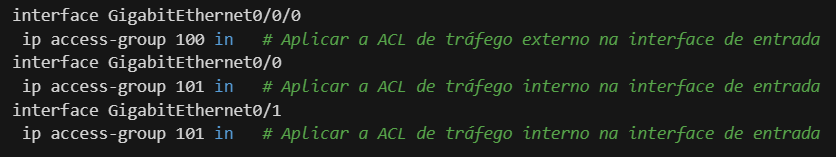 interface GigabitEthernet0/0/0
ip access-group 100 in # Aplicar a ACL de tráfego externo na interface de entrada
interface GigabitEthernet0/0
ip access-group 101 in # Aplicar a ACL de tráfego interno na interface de entrada
interface GigabitEthernet0/1
ip access-group 101 in # Aplicar a ACL de tráfego interno na interface de entrada